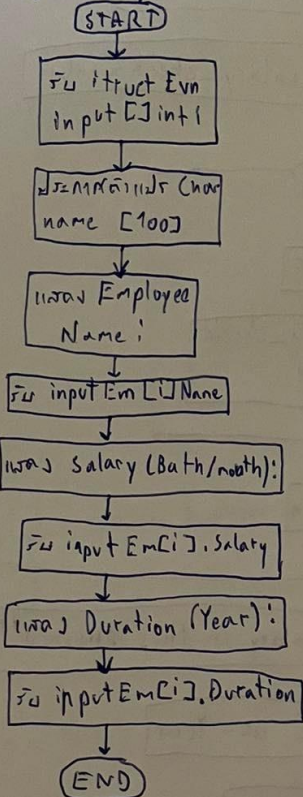 START
รับ struct Evn
input [] int i
ประกาศตัวแปร Char
name [100]
แสดง Employee
Name :
รับ input Em [i] Name
แสดง Salary (Bath/month):
รับ input Em[i]. Salary
แสดง Duration (Year):
รับ input Em[i]. Duration
END